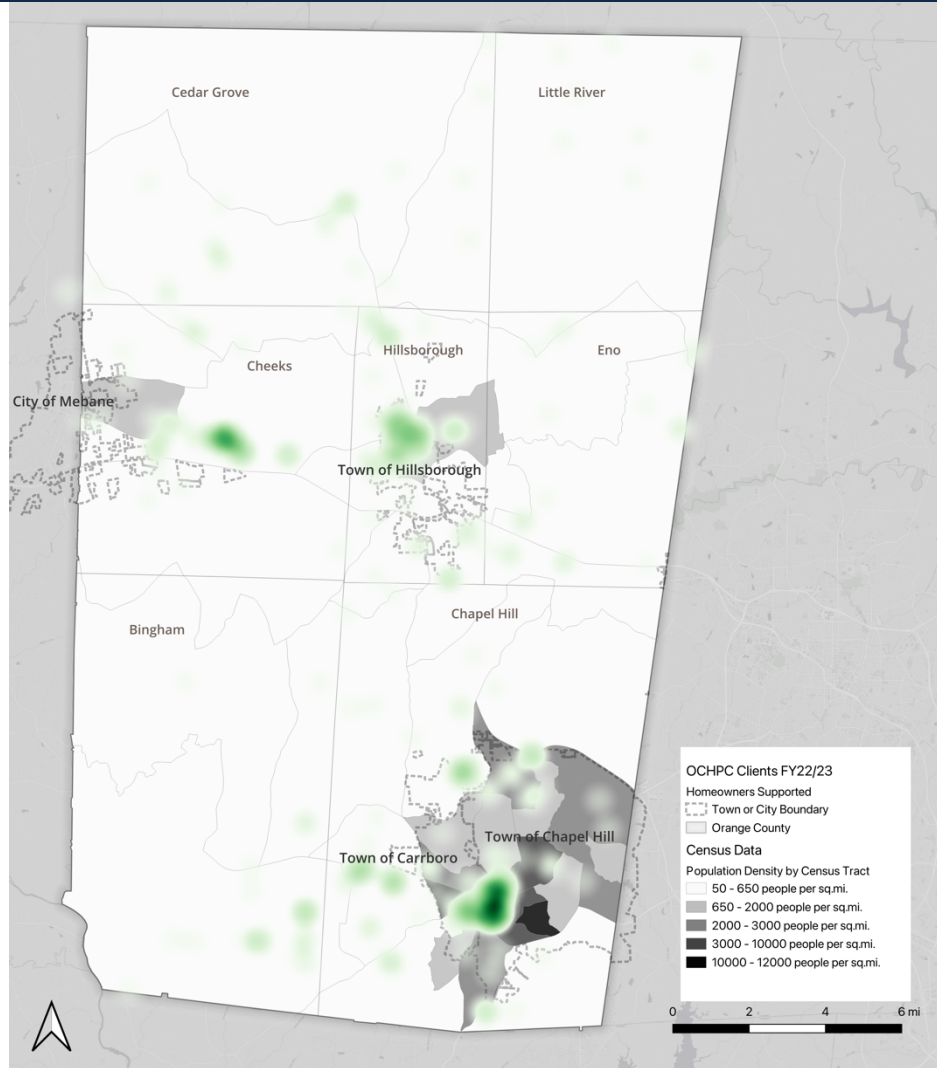 Cedar Grove
Little River
Hillsborough
Eno
Cheeks
City of Mebane
Town of Hillsborough
Chapel Hill
Bingham
Town of Chapel Hill
Town of Carrboro
OCHPC Clients FY22/23
Homeowners Supported
Town or City Boundary
Orange County
Census Data
Population Density by Census Tract
50 - 650 people per sq.mi.
650 - 2000 people per sq.mi.
2000 - 3000 people per sq.mi.
3000 - 10000 people per sq.mi.
10000 - 12000 people per sq.mi.
0 2 4 6 mi